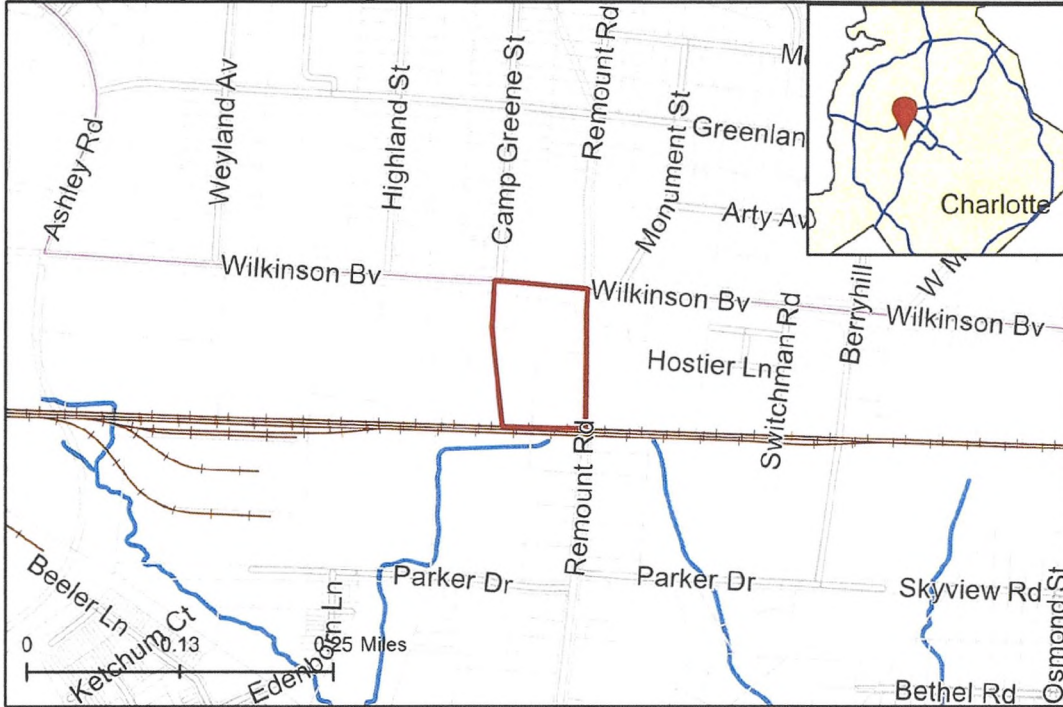 Ashley Rd
Weyland Av
Highland St
Camp Greene St
Remount Rd
Monument St
Greenlan
Arty Av
Charlotte
Wilkinson Bv
Wilkinson Bv
Wilkinson Bv
Hostier Ln
Switchman Rd
Berryhill
W M
Remount Rd
Parker Dr
Parker Dr
Skyview Rd
Osmond St
Bethel Rd
Beeler Ln
Ketchum Ct
Edenborn Ln
0 0.13 0.25 Miles